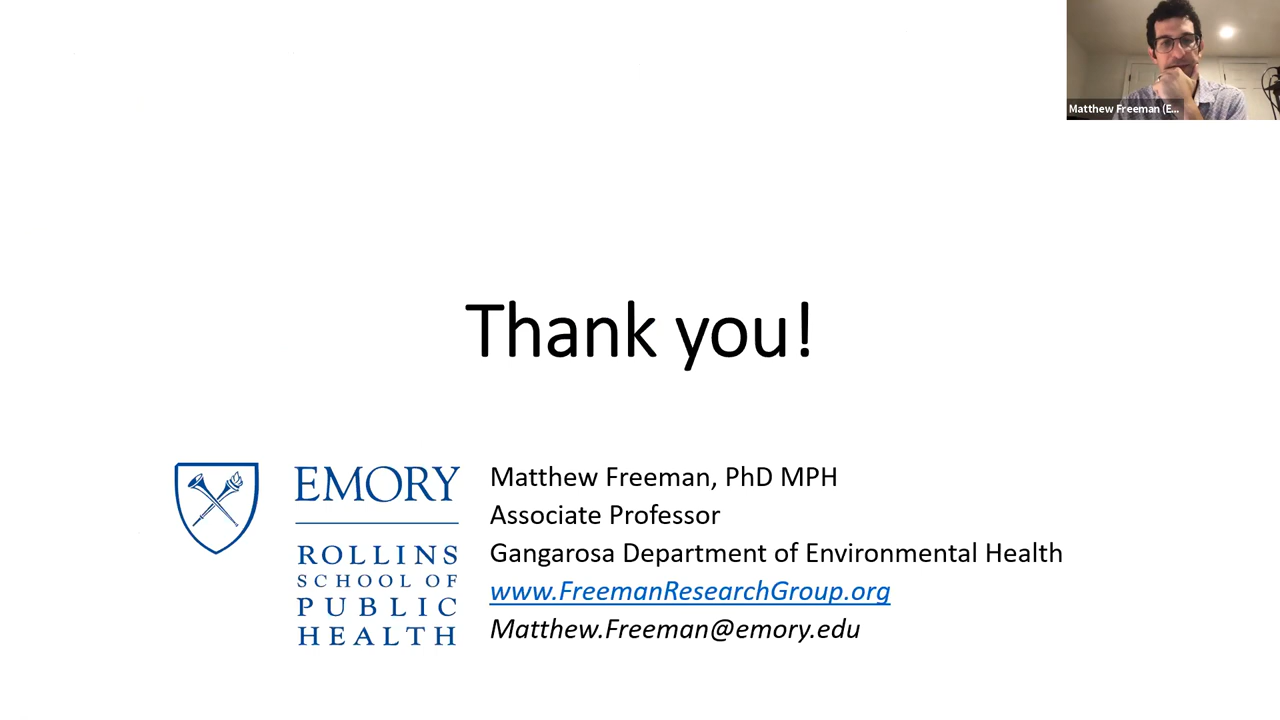 Matthew Freeman (E...
Thank you!
EMORY
ROLLINS
SCHOOL OF
PUBLIC
HEALTH
Matthew Freeman, PhD MPH
Associate Professor
Gangarosa Department of Environmental Health
www.FreemanResearchGroup.org
Matthew.Freeman@emory.edu